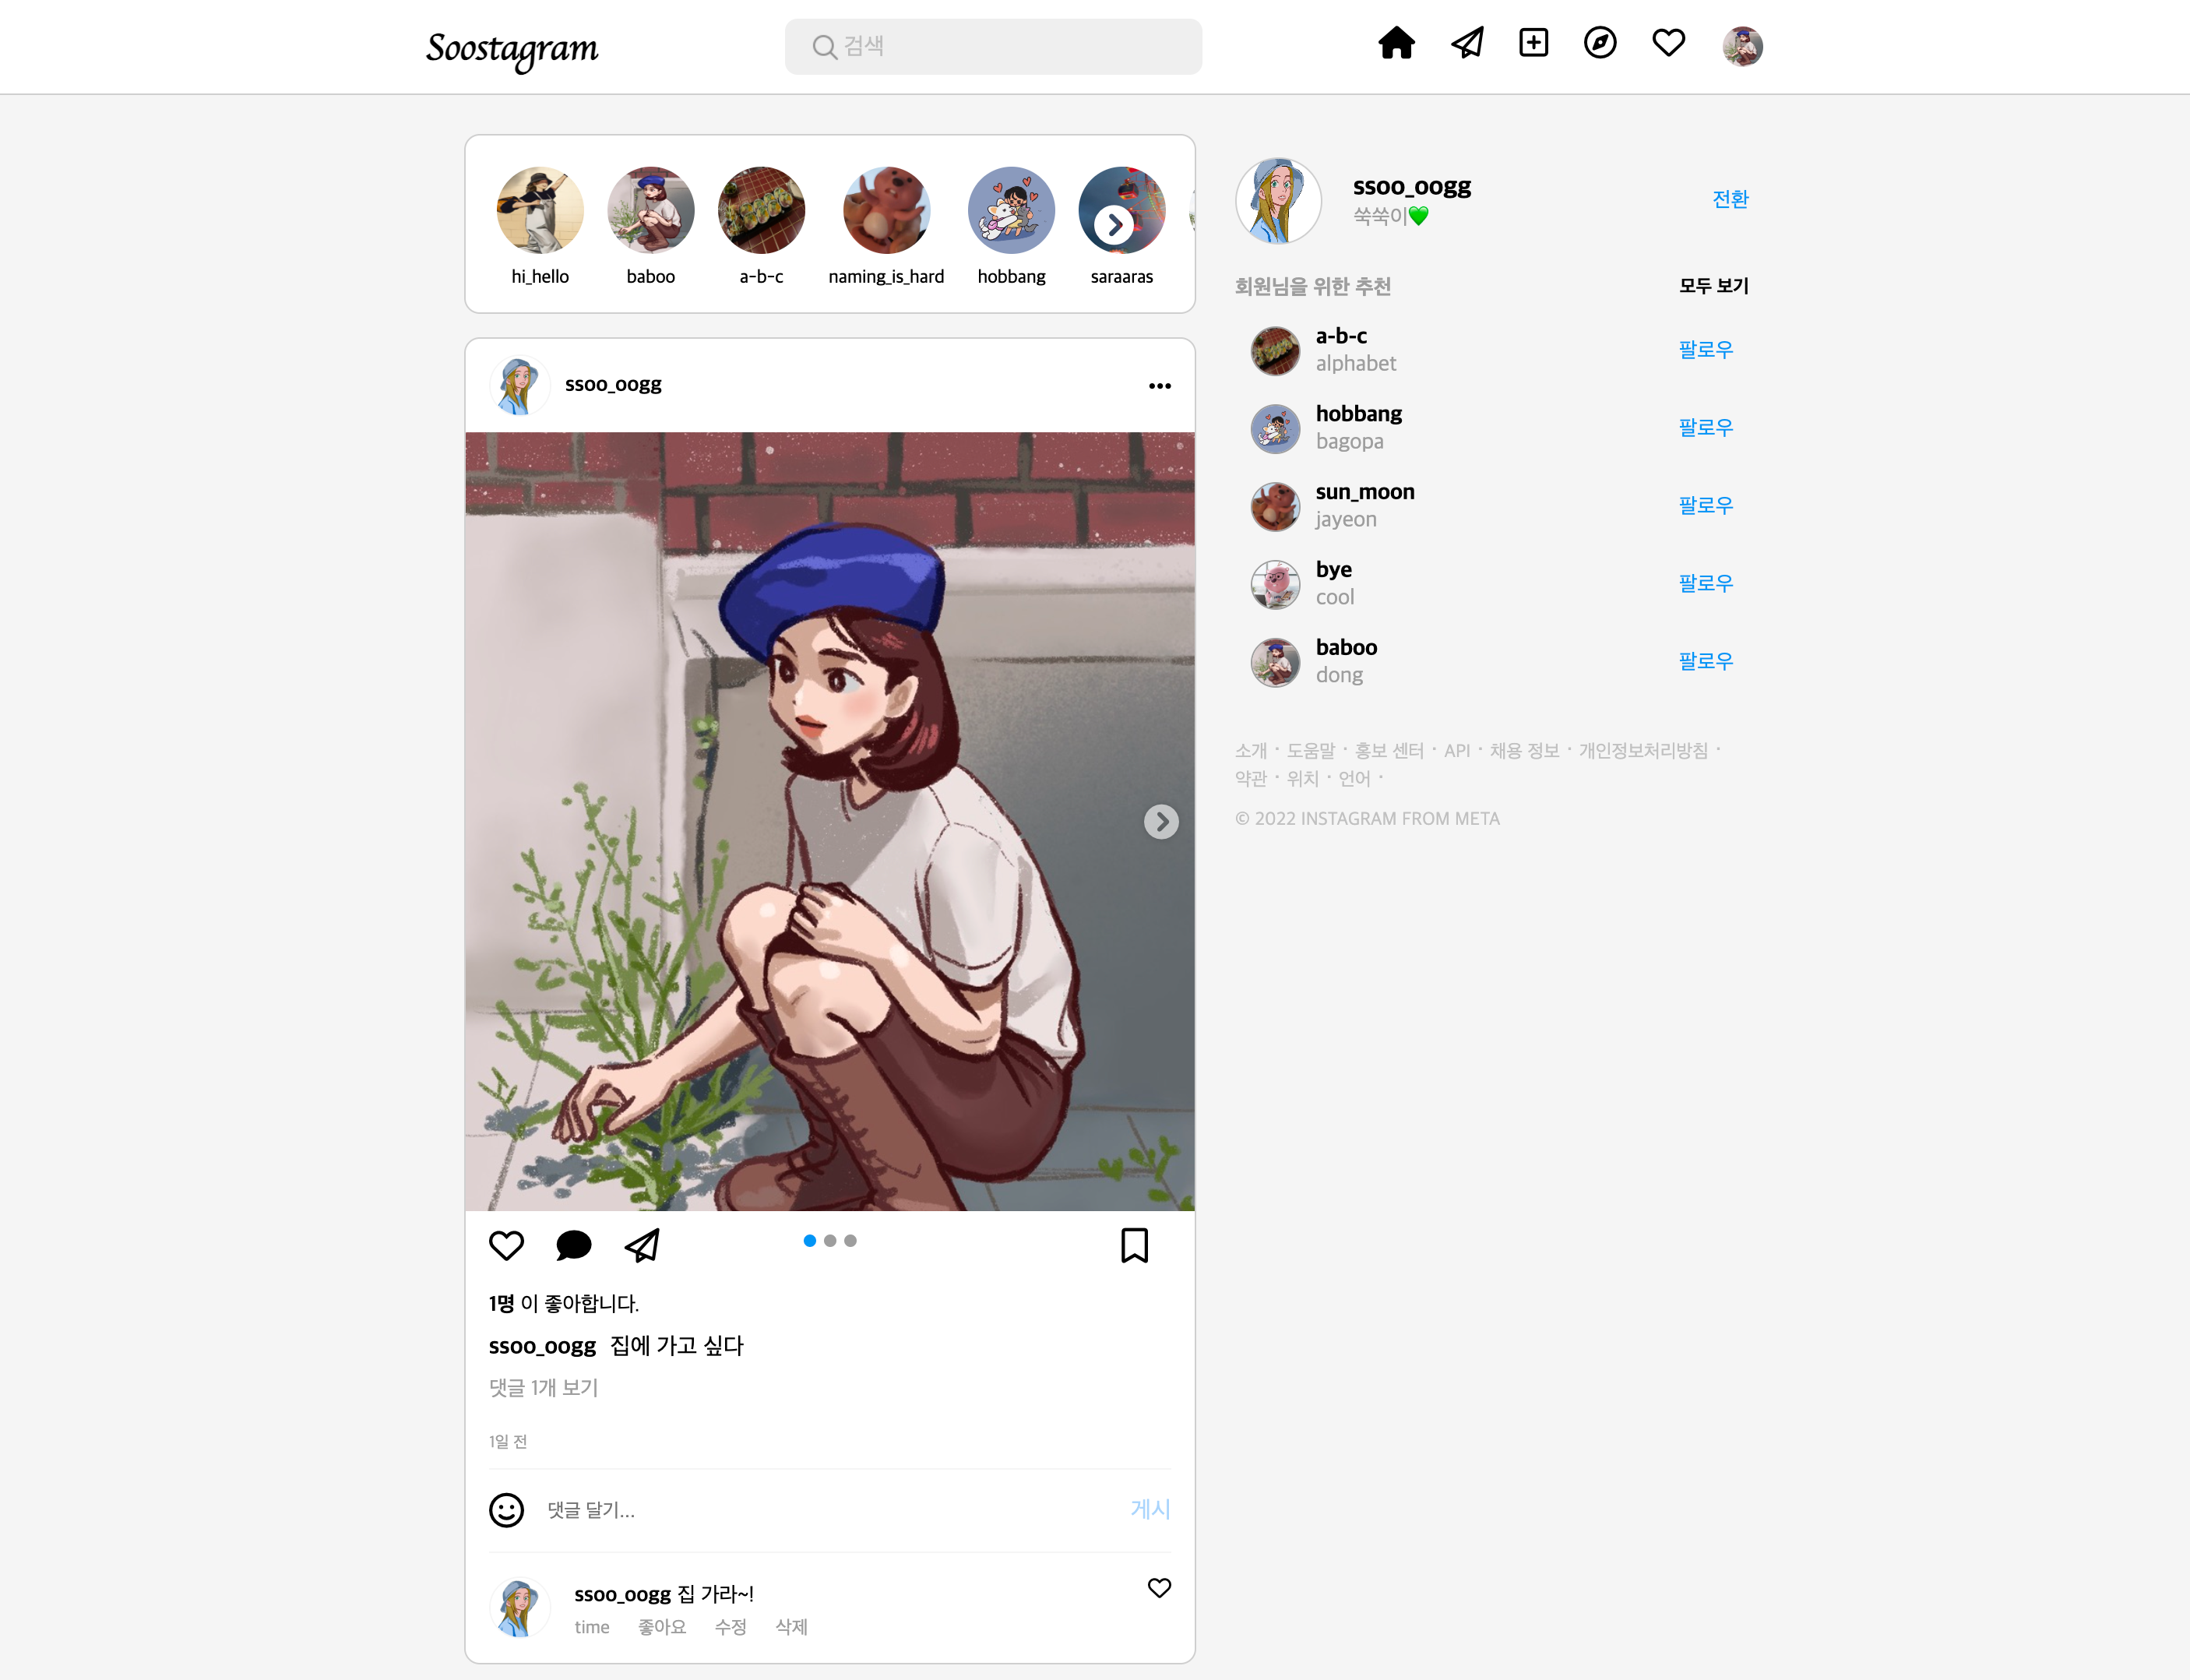 Soostagram
검색
hi_hello
baboo
a-b-c
naming_is_hard
hobbang
saraaras
ssoo_oogg
쑥쑥이💚
전환
회원님을 위한 추천
모두 보기
a-b-c
alphabet
팔로우
hobbang
bagopa
팔로우
sun_moon
jayeon
팔로우
bye
cool
팔로우
baboo
dong
팔로우
소개 · 도움말 · 홍보 센터 · API · 채용 정보 · 개인정보처리방침 ·
약관 · 위치 · 언어 ·
© 2022 INSTAGRAM FROM META
ssoo_oogg
1명 이 좋아합니다.
ssoo_oogg 집에 가고 싶다
댓글 1개 보기
1일 전
댓글 달기...
게시
ssoo_oogg 집 가라~!
time 좋아요 수정 삭제